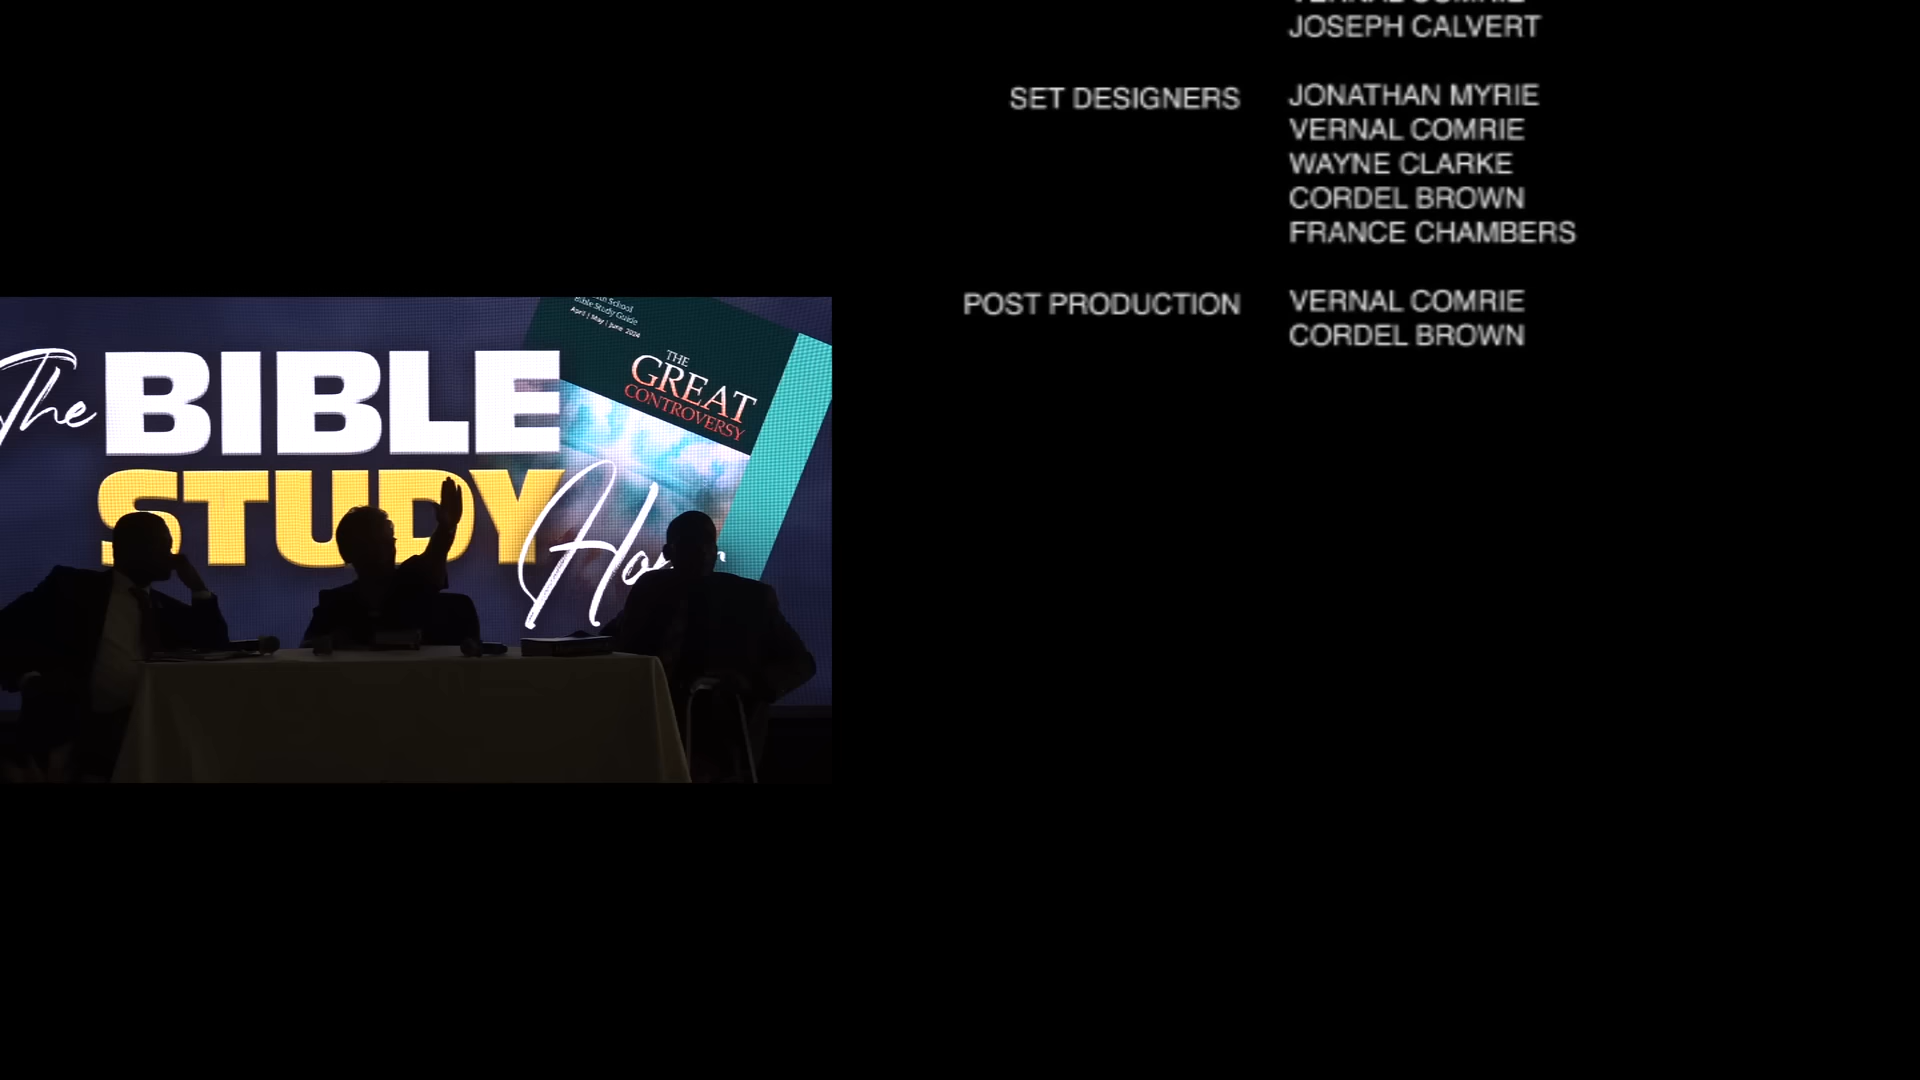 JOSEPH CALVERT
SET DESIGNERS
JONATHAN MYRIE
VERNAL COMRIE
WAYNE CLARKE
CORDEL BROWN
FRANCE CHAMBERS
POST PRODUCTION
VERNAL COMRIE
CORDEL BROWN
The BIBLE
STUDY
School
Bible Study Guide
April | May | June 2024
THE
GREAT
CONTROVERSY